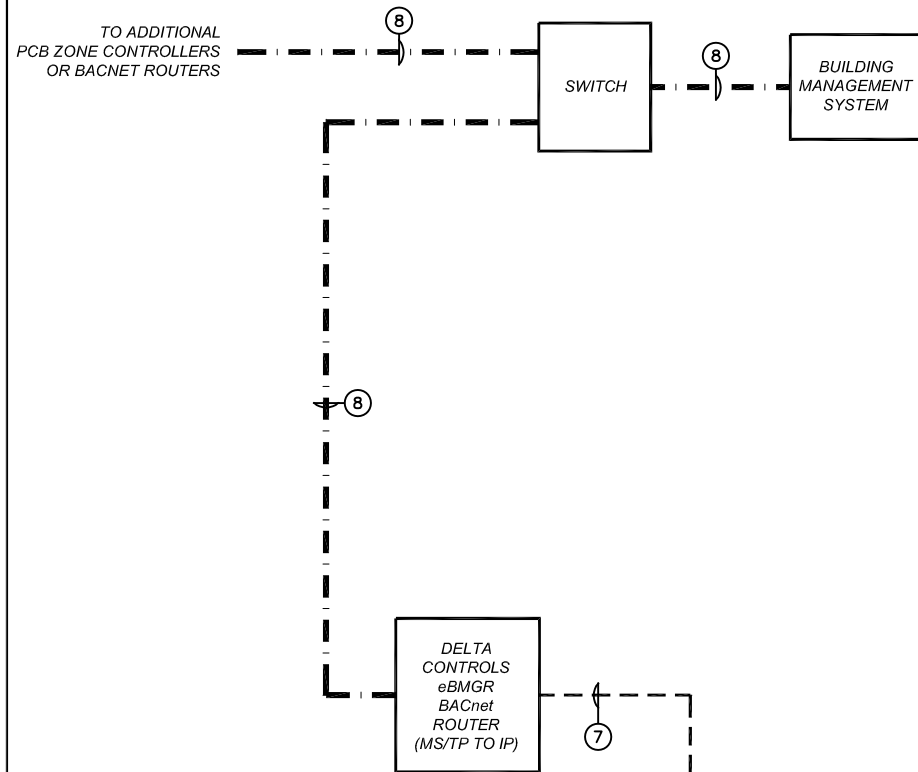 TO ADDITIONAL
PCB ZONE CONTROLLERS
OR BACNET ROUTERS
8
SWITCH
8
BUILDING
MANAGEMENT
SYSTEM
8
DELTA
CONTROLS
eBMGR
BACnet
ROUTER
(MS/TP TO IP)
7